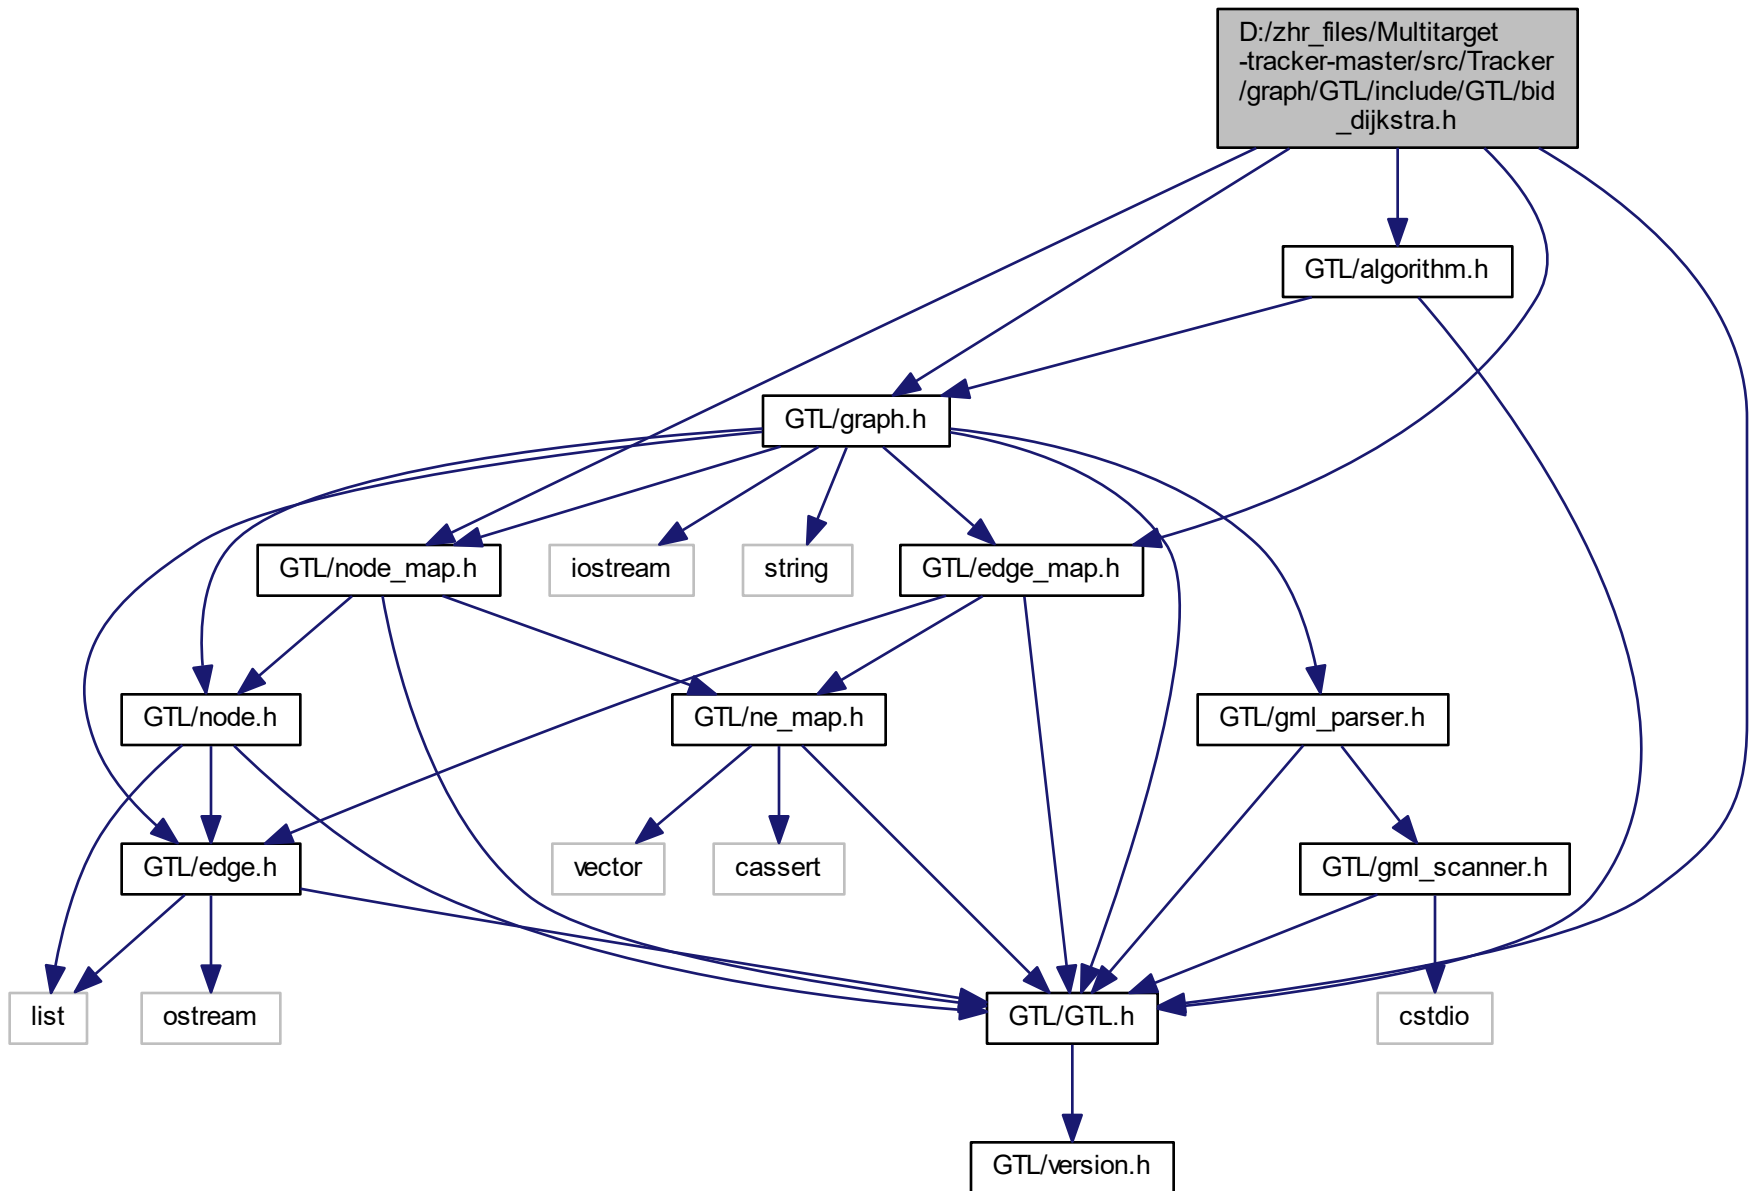 D:/zhr_files/Multitarget
-tracker-master/src/Tracker
/graph/GTL/include/GTL/bid
_dijkstra.h
GTL/algorithm.h
GTL/graph.h
GTL/node_map.h
iostream
string
GTL/edge_map.h
GTL/node.h
GTL/ne_map.h
GTL/gml_parser.h
GTL/edge.h
vector
cassert
GTL/gml_scanner.h
list
ostream
GTL/GTL.h
cstdio
GTL/version.h